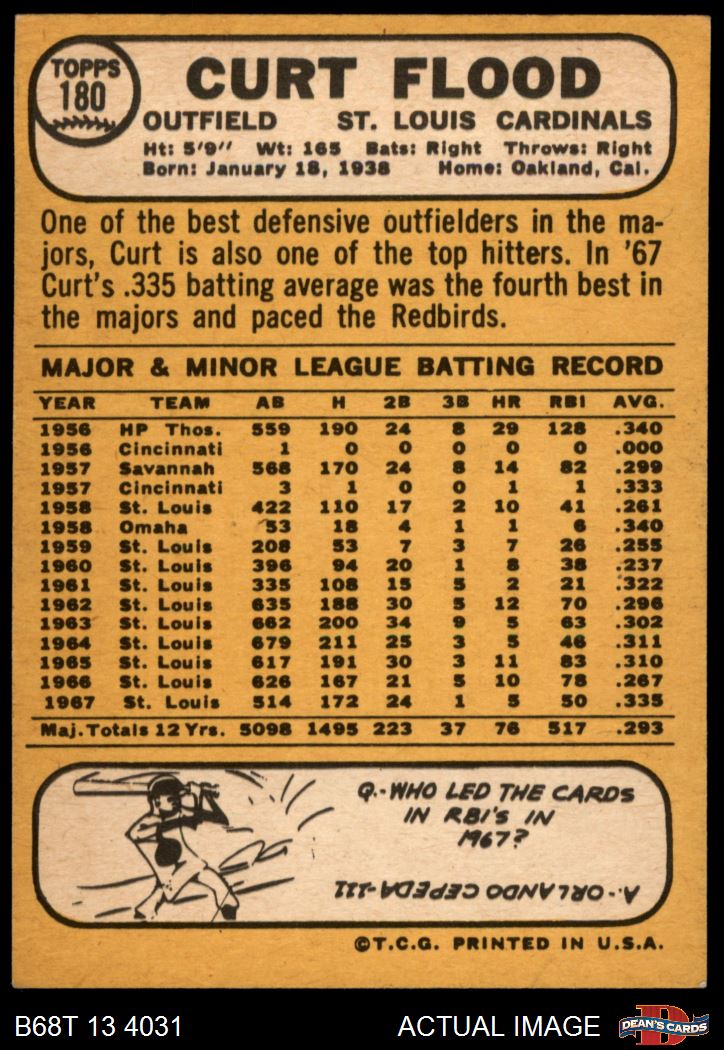 TOPPS
180
CURT FLOOD
OUTFIELD ST. LOUIS CARDINALS
Ht: 5'9" Wt: 165 Bats: Right Throws: Right
Born: January 18, 1938 Home: Oakland, Cal.
One of the best defensive outfielders in the ma-
jors, Curt is also one of the top hitters. In '67
Curt's .335 batting average was the fourth best in
the majors and paced the Redbirds.
MAJOR & MINOR LEAGUE BATTING RECORD
YEAR TEAM AB H 2B 3B HR RBI AVG.
1956 HP Thos. 559 190 24 8 29 128 .340
1956 Cincinnati 1 0 0 0 0 0 .000
1957 Savannah 568 170 24 8 14 82 .299
1957 Cincinnati 3 1 0 0 1 1 .333
1958 St. Louis 422 110 17 2 10 41 .261
1958 Omaha 53 18 4 1 1 6 .340
1959 St. Louis 208 53 7 3 7 26 .255
1960 St. Louis 396 94 20 1 8 38 .237
1961 St. Louis 335 108 15 5 2 21 .322
1962 St. Louis 635 188 30 5 12 70 .296
1963 St. Louis 662 200 34 9 5 63 .302
1964 St. Louis 679 211 25 3 5 46 .311
1965 St. Louis 617 191 30 3 11 83 .310
1966 St. Louis 626 167 21 5 10 78 .267
1967 St. Louis 514 172 24 1 5 50 .335
Maj. Totals 12 Yrs. 5098 1495 223 37 76 517 .293
Q.-WHO LED THE CARDS
IN RBI'S IN
1967?
A.-ORLANDO CEPEDA-111
©T.C.G. PRINTED IN U.S.A.
B68T 13 4031 ACTUAL IMAGE
D
DEAN'S CARDS